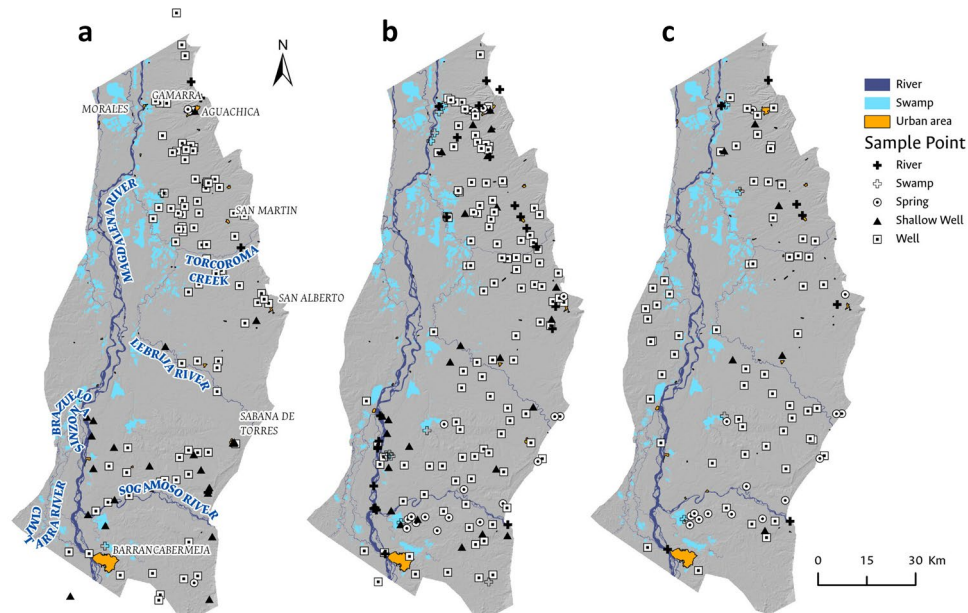 a
b
c
N
MORALES
GAMARRA
AGUACHICA
MAGDALENA RIVER
SAN MARTIN
TORCOROMA
CREEK
SAN ALBERTO
LEBRIJA RIVER
BRAZUELO
SINZONA
SABANA DE
TORRES
SOGAMOSO RIVER
CIMITARRA RIVER
BARRANCABERMEJA
River
Swamp
Urban area
Sample Point
River
Swamp
Spring
Shallow Well
Well
0 15 30 Km